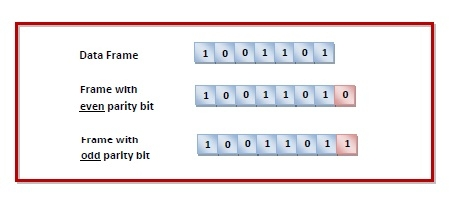 Data Frame 1 0 0 1 1 0 1
Frame with
even parity bit 1 0 0 1 1 0 1 0
Frame with
odd parity bit 1 0 0 1 1 0 1 1